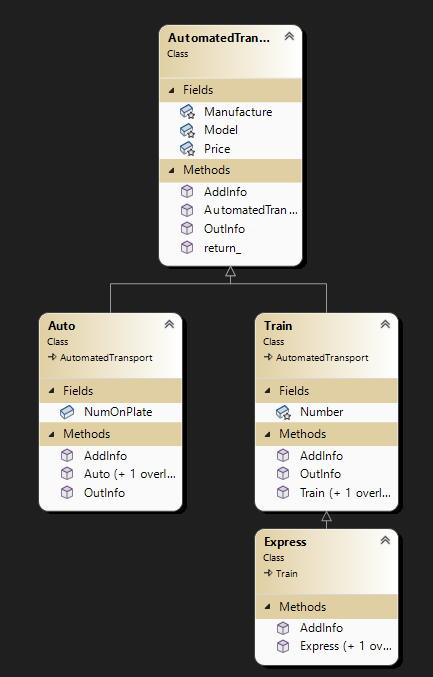 AutomatedTran...
Class
Fields
Manufacture
Model
Price
Methods
AddInfo
AutomatedTran ...
OutInfo
return_
Auto
Class
AutomatedTransport
Fields
NumOnPlate
Methods
AddInfo
Auto (+ 1 overl...
OutInfo
Train
Class
AutomatedTransport
Fields
Number
Methods
AddInfo
OutInfo
Train (+ 1 overl...
Express
Class
Train
Methods
AddInfo
Express (+ 1 ov...